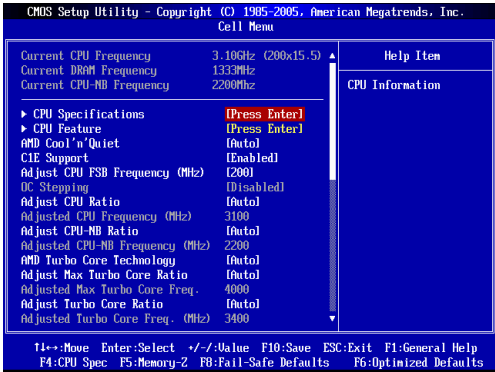 CMOS Setup Utility - Copyright (C) 1985-2005, American Megatrends, Inc.
Cell Menu
Current CPU Frequency 3.10GHz (200x15.5)
Current DRAM Frequency 1333MHz
Current CPU-NB Frequency 2200Mhz
CPU Specifications [Press Enter]
CPU Feature [Press Enter]
AMD Cool'n'Quiet [Auto]
C1E Support [Enabled]
Adjust CPU FSB Frequency (MHz) [200]
OC Stepping [Disabled]
Adjust CPU Ratio [Auto]
Adjusted CPU Frequency (MHz) 3100
Adjust CPU-NB Ratio [Auto]
Adjusted CPU-NB Frequency (MHz) 2200
AMD Turbo Core Technology [Auto]
Adjust Max Turbo Core Ratio [Auto]
Adjusted Max Turbo Core Freq. 4000
Adjust Turbo Core Ratio [Auto]
Adjusted Turbo Core Freq. (MHz) 3400
Help Item
CPU Information
↑↓←→:Move Enter:Select +/-/:Value F10:Save ESC:Exit F1:General Help
F4:CPU Spec F5:Memory-Z F8:Fail-Safe Defaults F6:Optimized Defaults